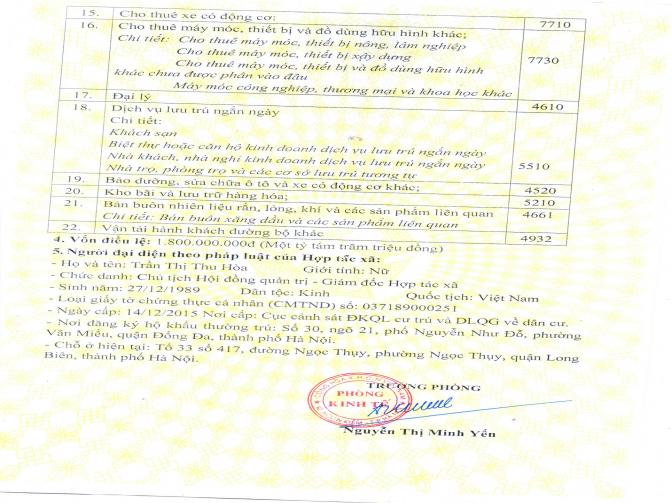 15. Cho thuê xe có động cơ: 7710
16. Cho thuê máy móc, thiết bị và đồ dùng hữu hình khác; 7730
Chi tiết: Cho thuê máy móc, thiết bị nông, lâm nghiệp
Cho thuê máy móc, thiết bị xây dựng
Cho thuê máy móc, thiết bị và đồ dùng hữu hình
khác chưa được phân vào đâu
Máy móc công nghiệp, thương mại và khoa học khác
17. Đại lý 4610
18. Dịch vụ lưu trú ngắn ngày 5510
Chi tiết:
Khách sạn
Biệt thự hoặc căn hộ kinh doanh dịch vụ lưu trú ngắn ngày
Nhà khách, nhà nghỉ kinh doanh dịch vụ lưu trú ngắn ngày
Nhà trọ, phòng trọ và các cơ sở lưu trú tương tự
19. Bảo dưỡng, sửa chữa ô tô và xe có động cơ khác; 4520
20. Kho bãi và lưu trữ hàng hóa; 5210
21. Bán buôn nhiên liệu rắn, lỏng, khí và các sản phẩm liên quan 4661
Chi tiết: Bán buôn xăng dầu và các sản phẩm liên quan
22. Vận tải hành khách đường bộ khác 4932
4. Vốn điều lệ: 1.800.000.000đ (Một tỷ tám trăm triệu đồng)
5. Người đại diện theo pháp luật của Hợp tác xã:
- Họ và tên: Trần Thị Thu Hòa Giới tính: Nữ
- Chức danh: Chủ tịch Hội đồng quản trị - Giám đốc Hợp tác xã
- Sinh năm: 27/12/1989 Dân tộc: Kinh Quốc tịch: Việt Nam
- Loại giấy tờ chứng thực cá nhân (CMTND) số: 037189000251
- Ngày cấp: 14/12/2015 Nơi cấp: Cục cảnh sát ĐKQL cư trú và DLQG về dân cư.
- Nơi đăng ký hộ khẩu thường trú: Số 30, ngõ 21, phố Nguyễn Như Đổ, phường
Văn Miếu, quận Đống Đa, thành phố Hà Nội.
- Chỗ ở hiện tại: Tổ 33 số 417, đường Ngọc Thụy, phường Ngọc Thụy, quận Long
Biên, thành phố Hà Nội.
TRƯỞNG PHÒNG
PHÒNG
KINH TẾ
Nguyễn Thị Minh Yến